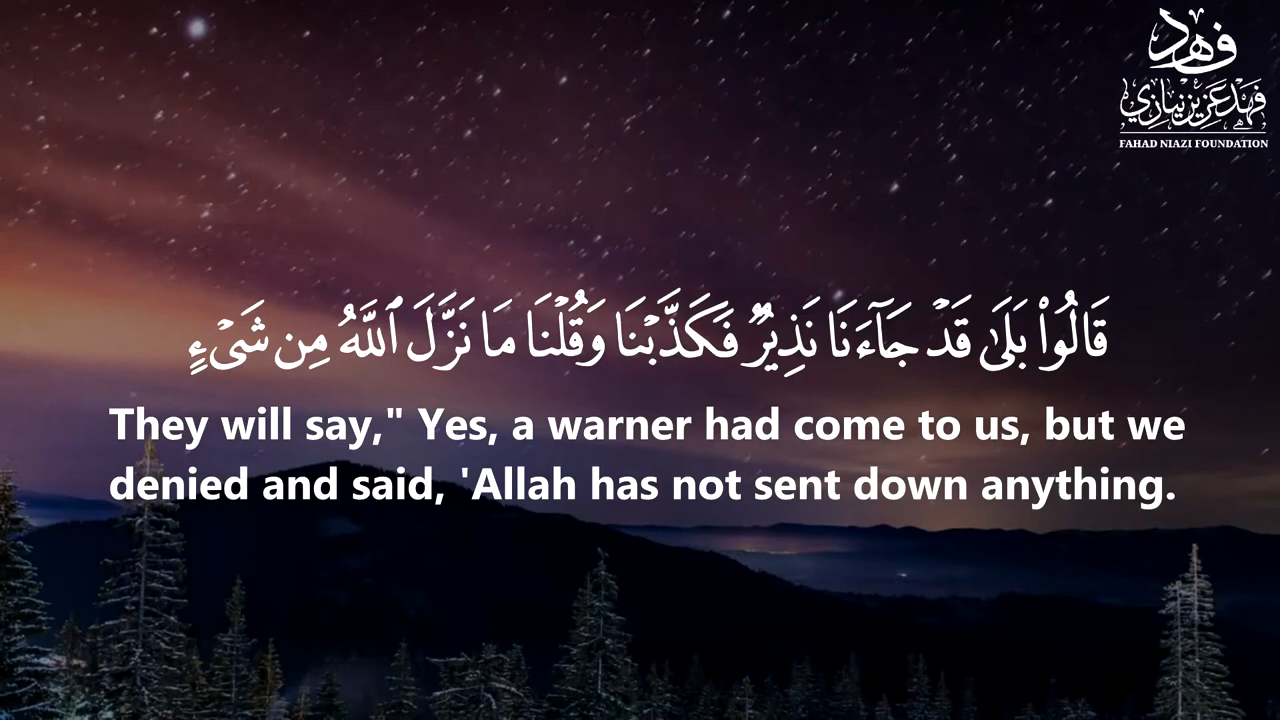 فهد
فهد عزيز نيازي
FAHAD NIAZI FOUNDATION
قَالُوا۟ بَلَىٰ قَدْ جَآءَنَا نَذِيرٌ فَكَذَّبْنَا وَقُلْنَا مَا نَزَّلَ ٱللَّهُ مِن شَىْءٍ
They will say," Yes, a warner had come to us, but we
denied and said, 'Allah has not sent down anything.